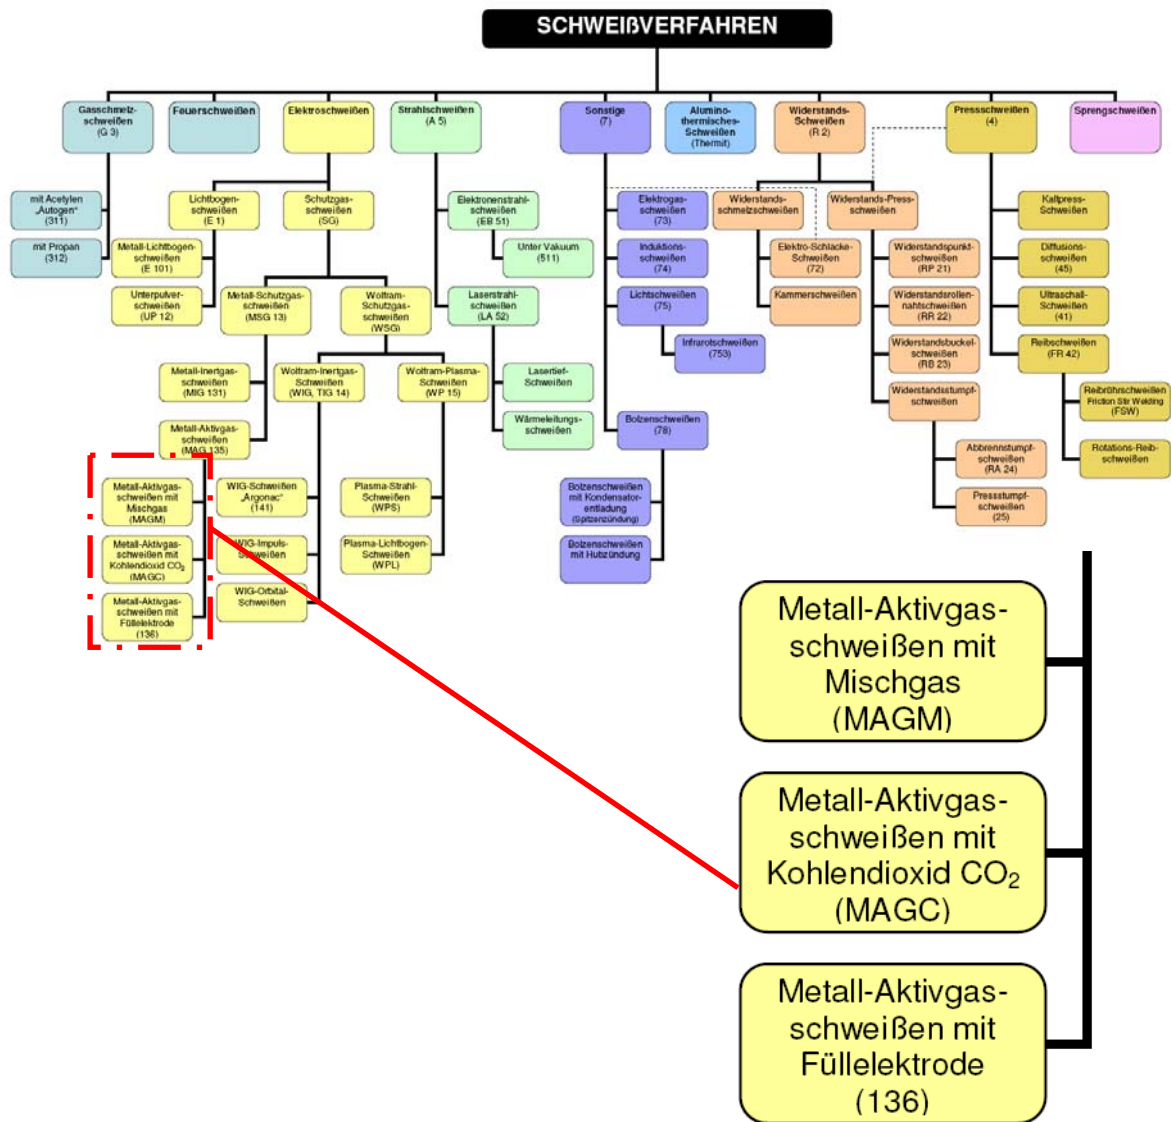 SCHWEIßVERFAHREN
Gasschmelz-
schweißen
(G 3)
Feuerschweißen
Elektroschweißen
Strahlschweißen
(A 5)
Sonstige
(7)
Alumino-
thermisches-
Schweißen
(Thermit)
Widerstands-
Schweißen
(R 2)
Pressschweißen
(4)
Sprengschweißen
mit Acetylen
„Autogen“
(311)
mit Propan
(312)
Lichtbogen-
schweißen
(E 1)
Metall-Lichtbogen-
schweißen
(E 101)
Unterpulver-
schweißen
(UP 12)
Schutzgas-
schweißen
(SG)
Metall-Schutzgas-
schweißen
(MSG 13)
Wolfram-
Schutzgas-
schweißen
(WSG)
Metall-Inertgas-
schweißen
(MIG 131)
Metall-Aktivgas-
schweißen
(MAG 135)
Metall-Aktivgas-
schweißen mit
Mischgas
(MAGM)
Metall-Aktivgas-
schweißen mit
Kohlendioxid CO₂
(MAGC)
Metall-Aktivgas-
schweißen mit
Füllelektrode
(136)
Wolfram-Inertgas-
Schweißen
(WIG, TIG 14)
WIG-Schweißen
„Argonac“
(141)
WIG-Impuls-
Schweißen
WIG-Orbital-
Schweißen
Wolfram-Plasma-
Schweißen
(WP 15)
Plasma-Strahl-
Schweißen
(WPS)
Plasma-Lichtbogen-
Schweißen
(WPL)
Elektronenstrahl-
schweißen
(EB 51)
Unter Vakuum
(511)
Laserstrahl-
schweißen
(LA 52)
Lasertief-
Schweißen
Wärmeleitungs-
schweißen
Elektrogas-
schweißen
(73)
Induktions-
schweißen
(74)
Lichtschweißen
(75)
Infrarotschweißen
(753)
Bolzenschweißen
(78)
Bolzenschweißen
mit Kondensator-
entladung
(Spitzenzündung)
Bolzenschweißen
mit Hubzündung
Widerstands-
schmelzschweißen
Elektro-Schlacke-
Schweißen
(72)
Kammerschweißen
Widerstands-Press-
schweißen
Widerstandspunkt-
schweißen
(RP 21)
Widerstandsrollen-
nahtschweißen
(RR 22)
Widerstandsbuckel-
schweißen
(RB 23)
Widerstandsstumpf-
schweißen
Abbrennstumpf-
schweißen
(RA 24)
Pressstumpf-
schweißen
(25)
Kaltpress-
Schweißen
Diffusions-
schweißen
(45)
Ultraschall-
Schweißen
(41)
Reibschweißen
(FR 42)
Reibrührschweißen
Friction Stir Welding
(FSW)
Rotations-Reib-
schweißen
Metall-Aktivgas-
schweißen mit
Mischgas
(MAGM)
Metall-Aktivgas-
schweißen mit
Kohlendioxid CO₂
(MAGC)
Metall-Aktivgas-
schweißen mit
Füllelektrode
(136)